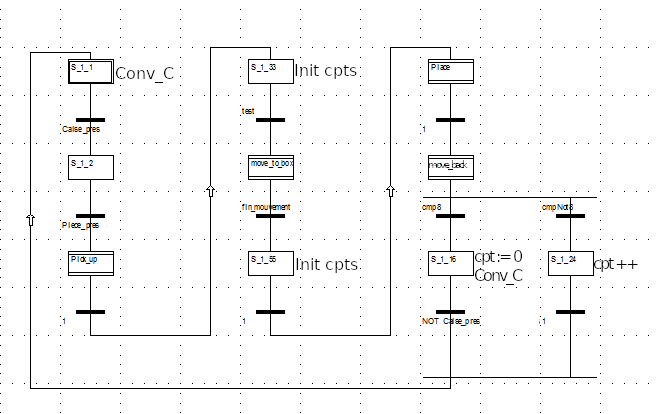 S_1_1
Conv_C
Caise_pres
S_1_2
Piece_pres
Pick_up
1
S_1_33
Init cpts
test
move_to_box
fin_mouvement
S_1_55
Init cpts
1
Place
1
move_back
cmp8
cmpNot8
S_1_16
cpt:=0
Conv_C
S_1_24
cpt++
NOT Caise_pres
1